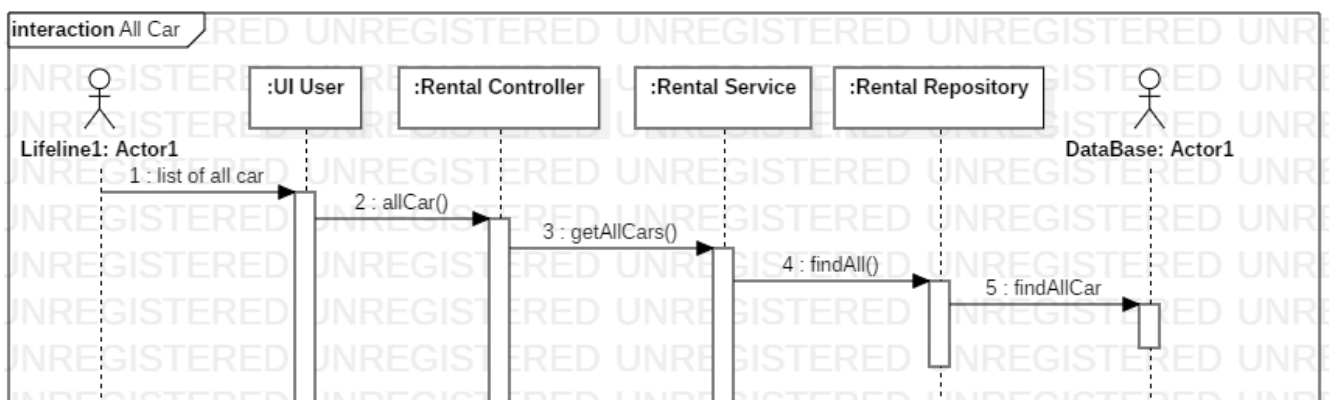 interaction All Car
:UI User
:Rental Controller
:Rental Service
:Rental Repository
Lifeline1: Actor1
DataBase: Actor1
1 : list of all car
2 : allCar()
3 : getAllCars()
4 : findAll()
5 : findAllCar
UNREGISTERED